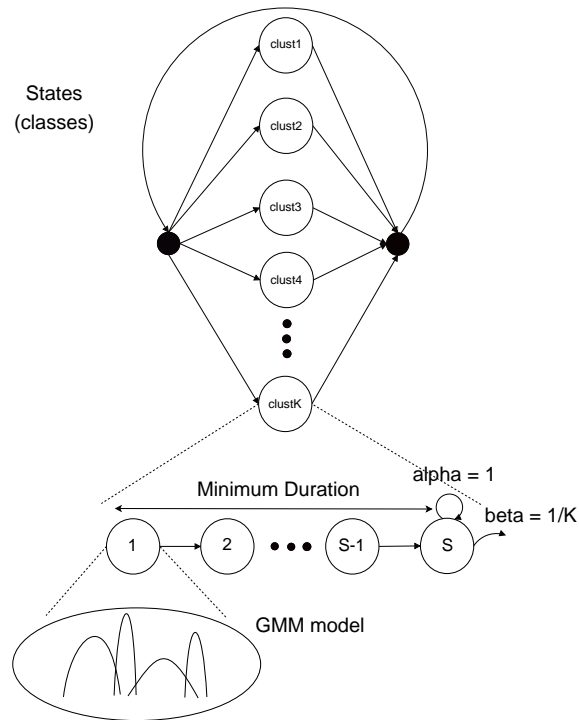 clust1
States
(classes)
clust2
clust3
clust4
clustK
alpha = 1
Minimum Duration
beta = 1/K
1
2
S-1
S
GMM model